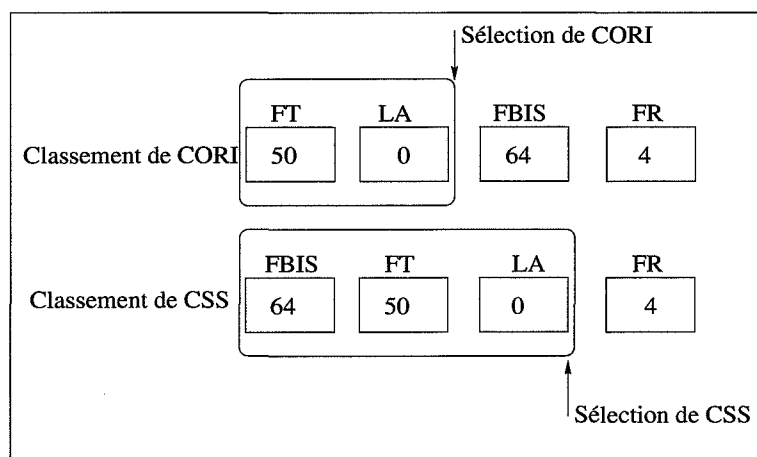 Sélection de CORI
FT LA FBIS FR
Classement de CORI 50 0 64 4
FBIS FT LA FR
Classement de CSS 64 50 0 4
Sélection de CSS